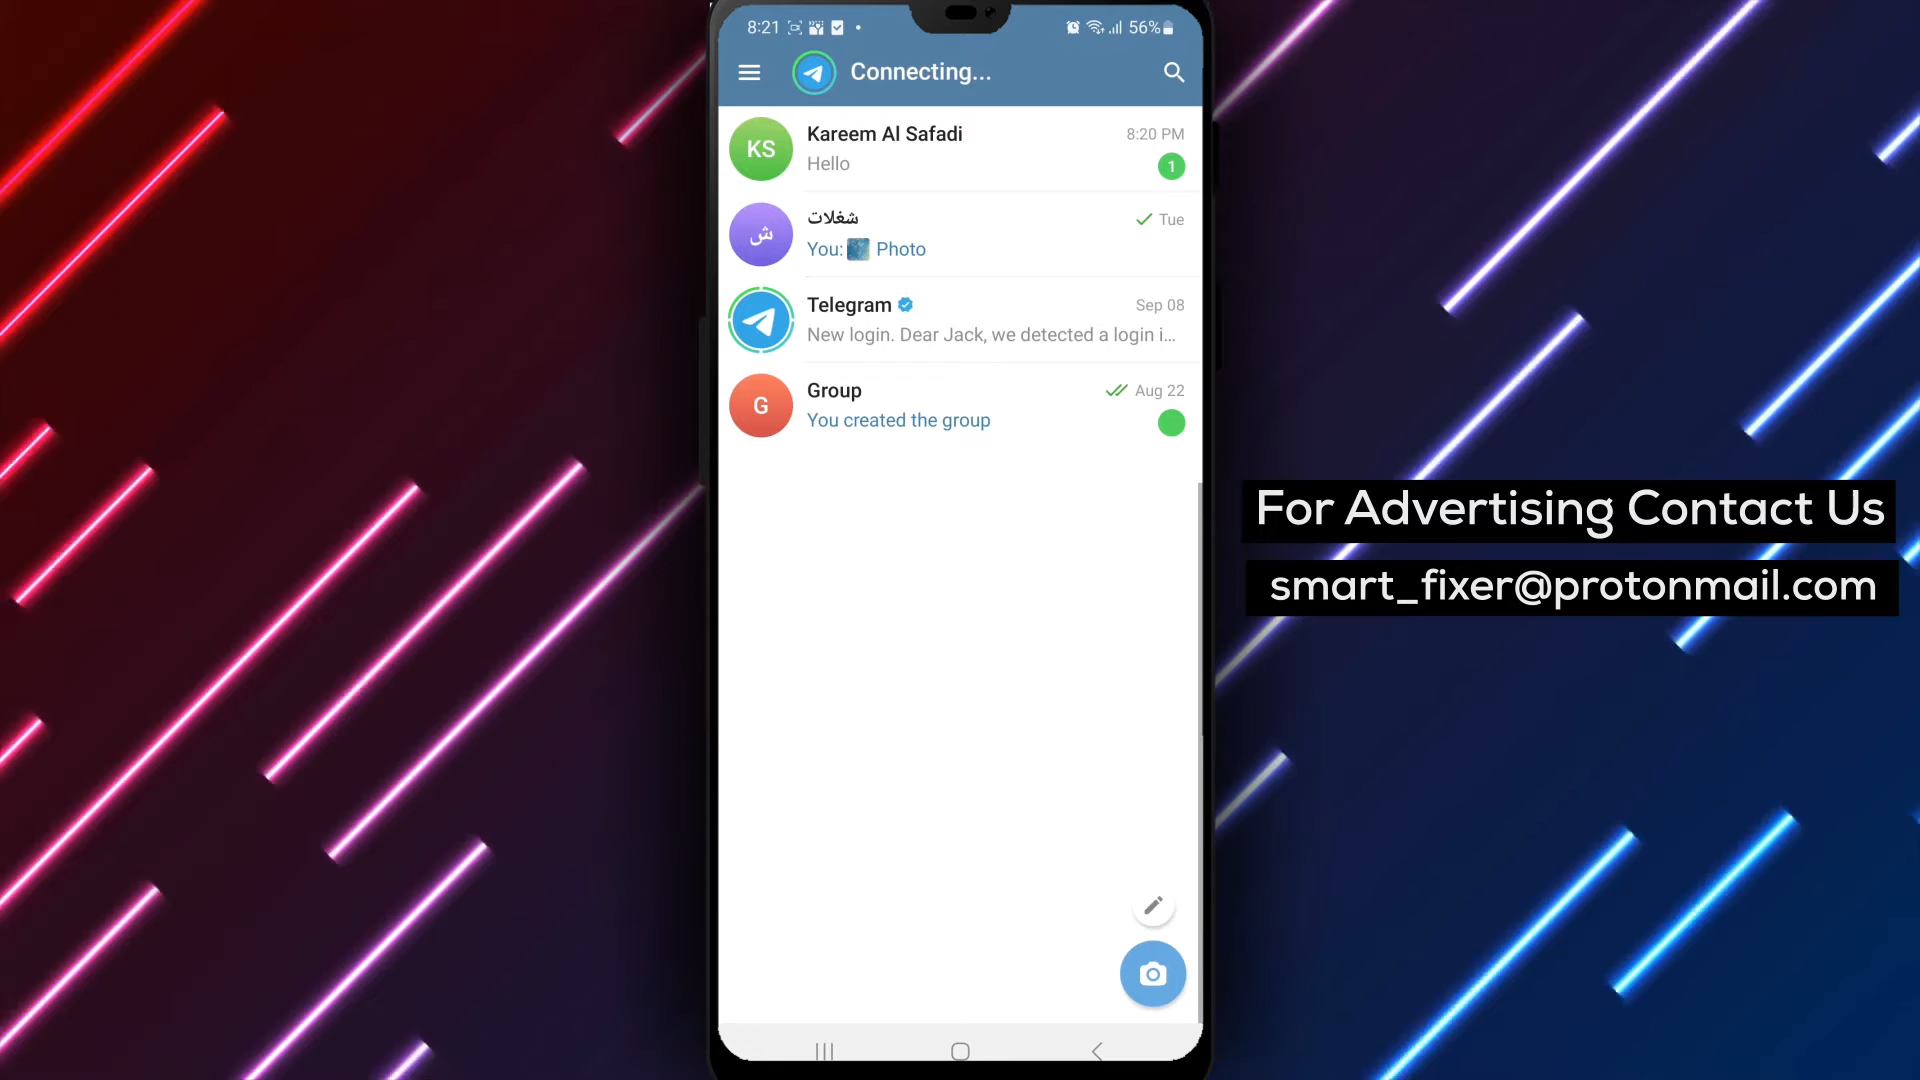 8:21 56%
Connecting...
KS Kareem Al Safadi 8:20 PM
Hello 1
ش شغلات Tue
You: Photo
Telegram Sep 08
New login. Dear Jack, we detected a login i...
G Group Aug 22
You created the group
For Advertising Contact Us
smart_fixer@protonmail.com